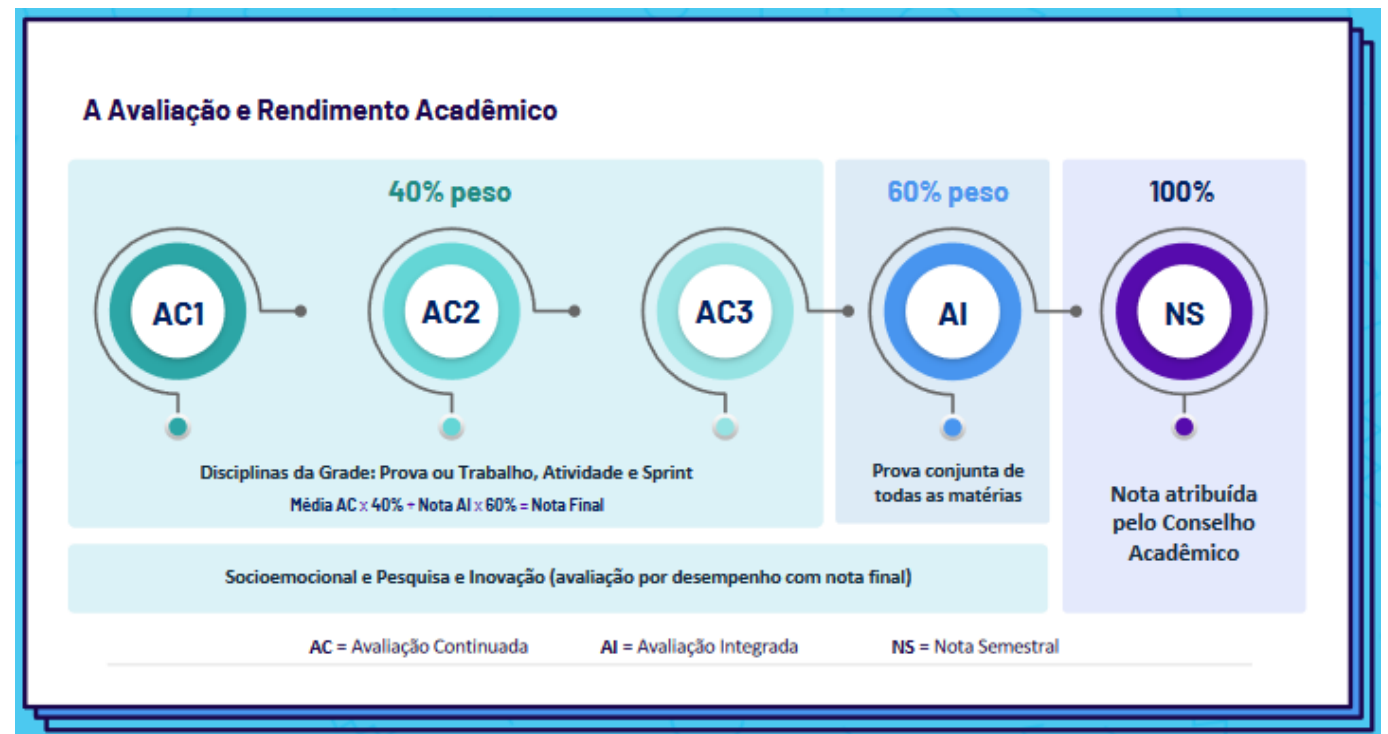 A Avaliação e Rendimento Acadêmico
40% peso
60% peso
100%
AC1
AC2
AC3
AI
NS
Disciplinas da Grade: Prova ou Trabalho, Atividade e Sprint
Média AC x 40% + Nota AI x 60% = Nota Final
Prova conjunta de
todas as matérias
Nota atribuída
pelo Conselho
Acadêmico
Socioemocional e Pesquisa e Inovação (avaliação por desempenho com nota final)
AC = Avaliação Continuada
AI = Avaliação Integrada
NS = Nota Semestral